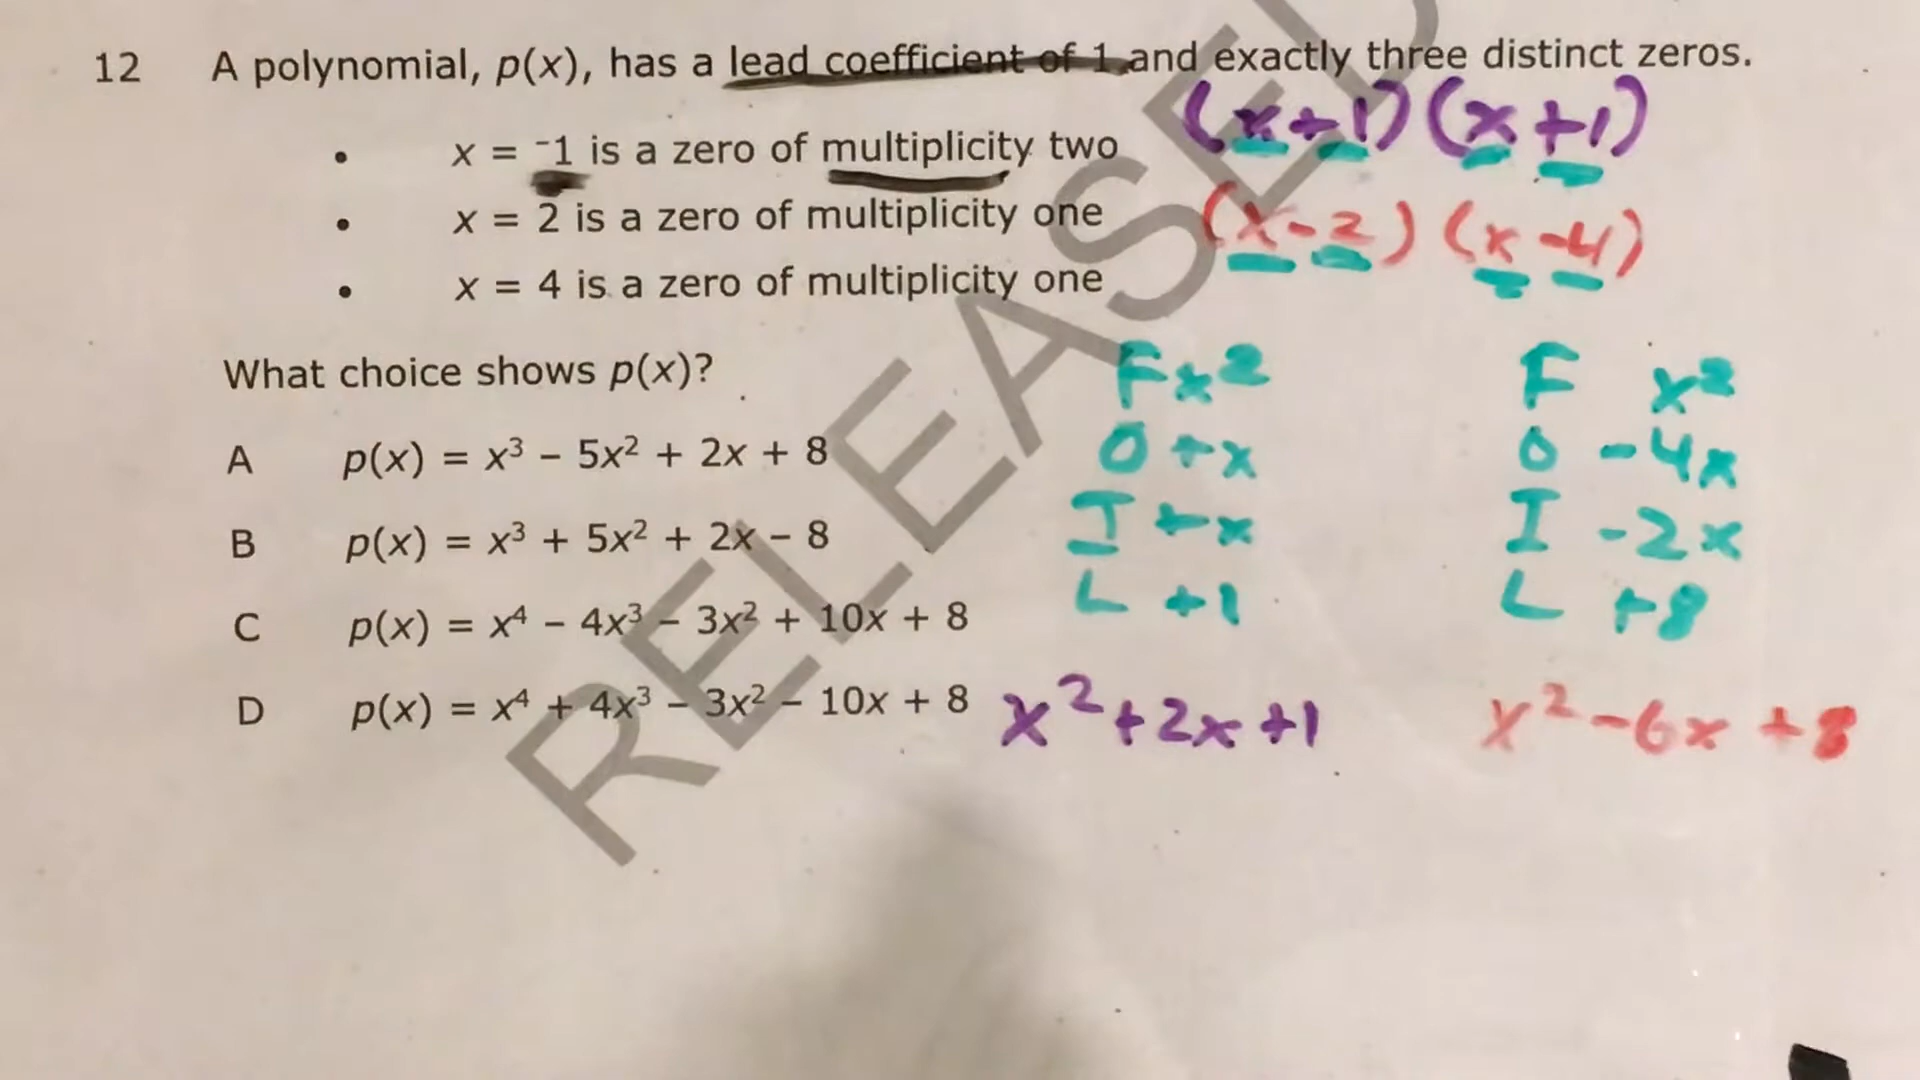 12 A polynomial, p(x), has a lead coefficient of 1 and exactly three distinct zeros.
(x+1)(x+1)
• x = ⁻1 is a zero of multiplicity two
• x = 2 is a zero of multiplicity one
(x-2)(x-4)
• x = 4 is a zero of multiplicity one
What choice shows p(x)?
F x² F x²
A p(x) = x³ – 5x² + 2x + 8
O +x O -4x
B p(x) = x³ + 5x² + 2x – 8
I +x I -2x
C p(x) = x⁴ – 4x³ – 3x² + 10x + 8
L +1 L +8
D p(x) = x⁴ + 4x³ – 3x² – 10x + 8
x²+2x+1 x²-6x+8
RELEASED